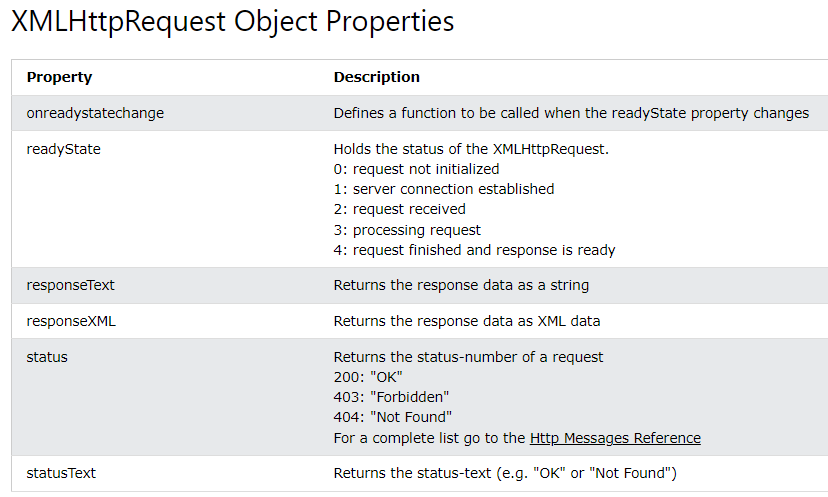 XMLHttpRequest Object Properties
Property Description
onreadystatechange Defines a function to be called when the readyState property changes
readyState Holds the status of the XMLHttpRequest.
0: request not initialized
1: server connection established
2: request received
3: processing request
4: request finished and response is ready
responseText Returns the response data as a string
responseXML Returns the response data as XML data
status Returns the status-number of a request
200: "OK"
403: "Forbidden"
404: "Not Found"
For a complete list go to the Http Messages Reference
statusText Returns the status-text (e.g. "OK" or "Not Found")